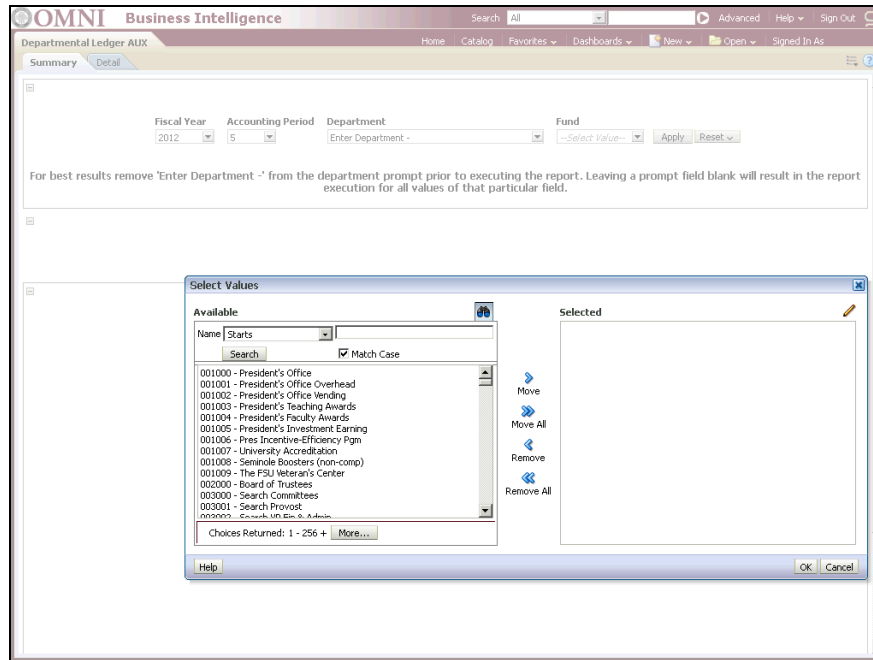 OMNI Business Intelligence Search All Advanced Help Sign Out
Departmental Ledger AUX Home Catalog Favorites Dashboards New Open Signed In As
Summary Detail
Fiscal Year Accounting Period Department Fund
2012 5 Enter Department - --Select Value-- Apply Reset
For best results remove 'Enter Department -' from the department prompt prior to executing the report. Leaving a prompt field blank will result in the report
execution for all values of that particular field.
Select Values
Available Selected
Name Starts
Search Match Case
001000 - President's Office
001001 - President's Office Overhead
001002 - President's Office Vending
001003 - President's Teaching Awards
001004 - President's Faculty Awards
001005 - President's Investment Earning
001006 - Pres Incentive-Efficiency Pgm
001007 - University Accreditation
001008 - Seminole Boosters (non-comp)
001009 - The FSU Veteran's Center
002000 - Board of Trustees
003000 - Search Committees
003001 - Search Provost
003002 - Search VP Fin & Admin
Move
Move All
Remove
Remove All
Choices Returned: 1 - 256 + More...
Help OK Cancel